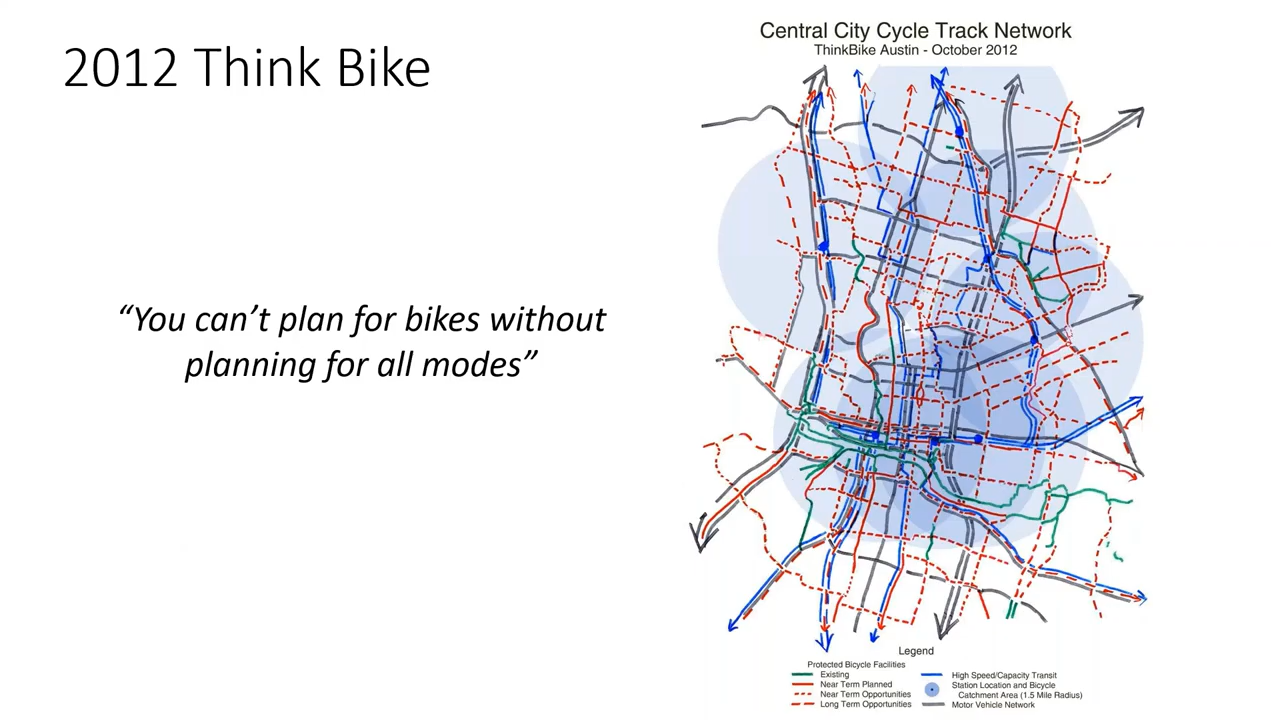 2012 Think Bike
“You can’t plan for bikes without
planning for all modes”
Central City Cycle Track Network
ThinkBike Austin - October 2012
Legend
Protected Bicycle Facilities
Existing
Near Term Planned
Near Term Opportunities
Long Term Opportunities
High Speed/Capacity Transit
Station Location and Bicycle
Catchment Area (1.5 Mile Radius)
Motor Vehicle Network